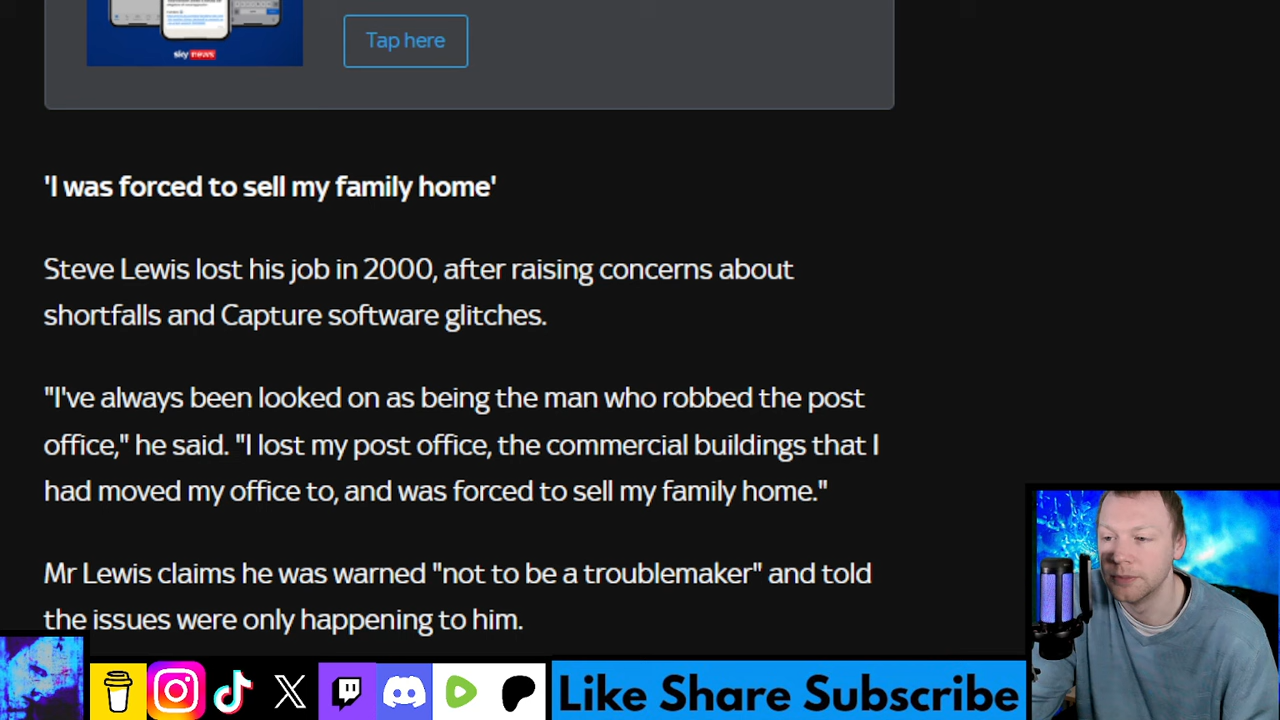 sky news
Tap here
'I was forced to sell my family home'
Steve Lewis lost his job in 2000, after raising concerns about
shortfalls and Capture software glitches.
"I've always been looked on as being the man who robbed the post
office," he said. "I lost my post office, the commercial buildings that I
had moved my office to, and was forced to sell my family home."
Mr Lewis claims he was warned "not to be a troublemaker" and told
the issues were only happening to him.
Like Share Subscribe